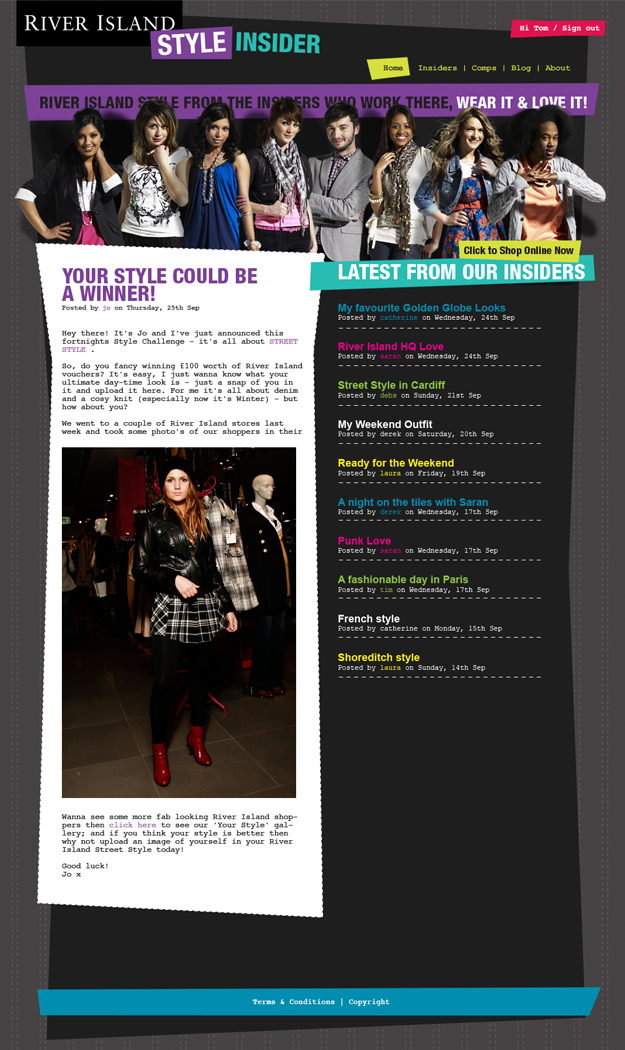 RIVER ISLAND
STYLE INSIDER
Hi Tom / Sign out
Home Insiders | Comps | Blog | About
RIVER ISLAND STYLE FROM THE INSIDERS WHO WORK THERE, WEAR IT & LOVE IT!
Click to Shop Online Now
YOUR STYLE COULD BE
A WINNER!
Posted by jo on Thursday, 25th Sep
Hey there! It's Jo and I've just announced this
fortnights Style Challenge - it's all about STREET
STYLE .
So, do you fancy winning £100 worth of River Island
vouchers? It's easy, I just wanna know what your
ultimate day-time look is - just a snap of you in
it and upload it here. For me it's all about denim
and a cosy knit (especially now it's Winter) - but
how about you?
We went to a couple of River Island stores last
week and took some photo's of our shoppers in their
Wanna see some more fab looking River Island shop-
pers then click here to see our 'Your Style' gal-
lery; and if you think your style is better then
why not upload an image of yourself in your River
Island Street Style today!
Good luck!
Jo x
LATEST FROM OUR INSIDERS
My favourite Golden Globe Looks
Posted by catherine on Wednesday, 24th Sep
River Island HQ Love
Posted by saran on Wednesday, 24th Sep
Street Style in Cardiff
Posted by debs on Sunday, 21st Sep
My Weekend Outfit
Posted by derek on Saturday, 20th Sep
Ready for the Weekend
Posted by laura on Friday, 19th Sep
A night on the tiles with Saran
Posted by derek on Wednesday, 17th Sep
Punk Love
Posted by saran on Wednesday, 17th Sep
A fashionable day in Paris
Posted by tim on Wednesday, 17th Sep
French style
Posted by catherine on Monday, 15th Sep
Shoreditch style
Posted by laura on Sunday, 14th Sep
Terms & Conditions | Copyright